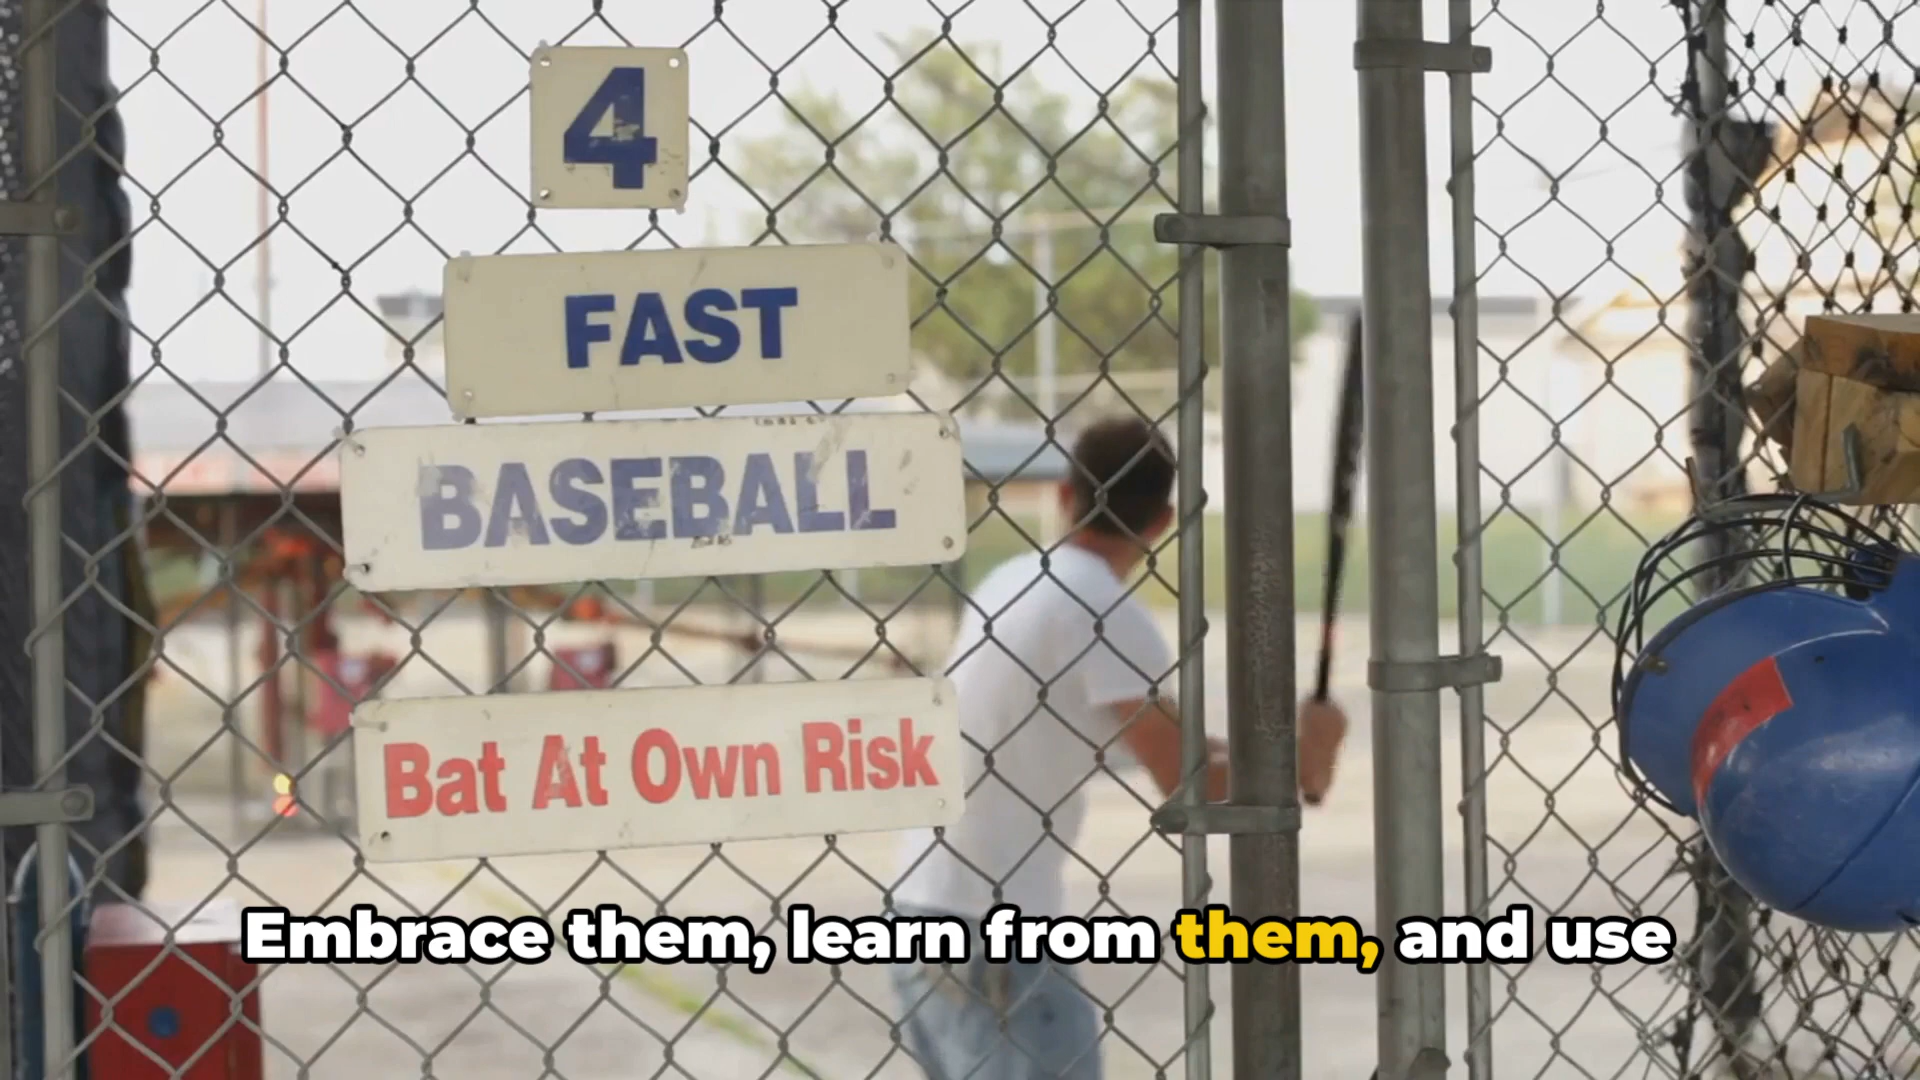 4
FAST
BASEBALL
Bat At Own Risk
Embrace them, learn from them, and use